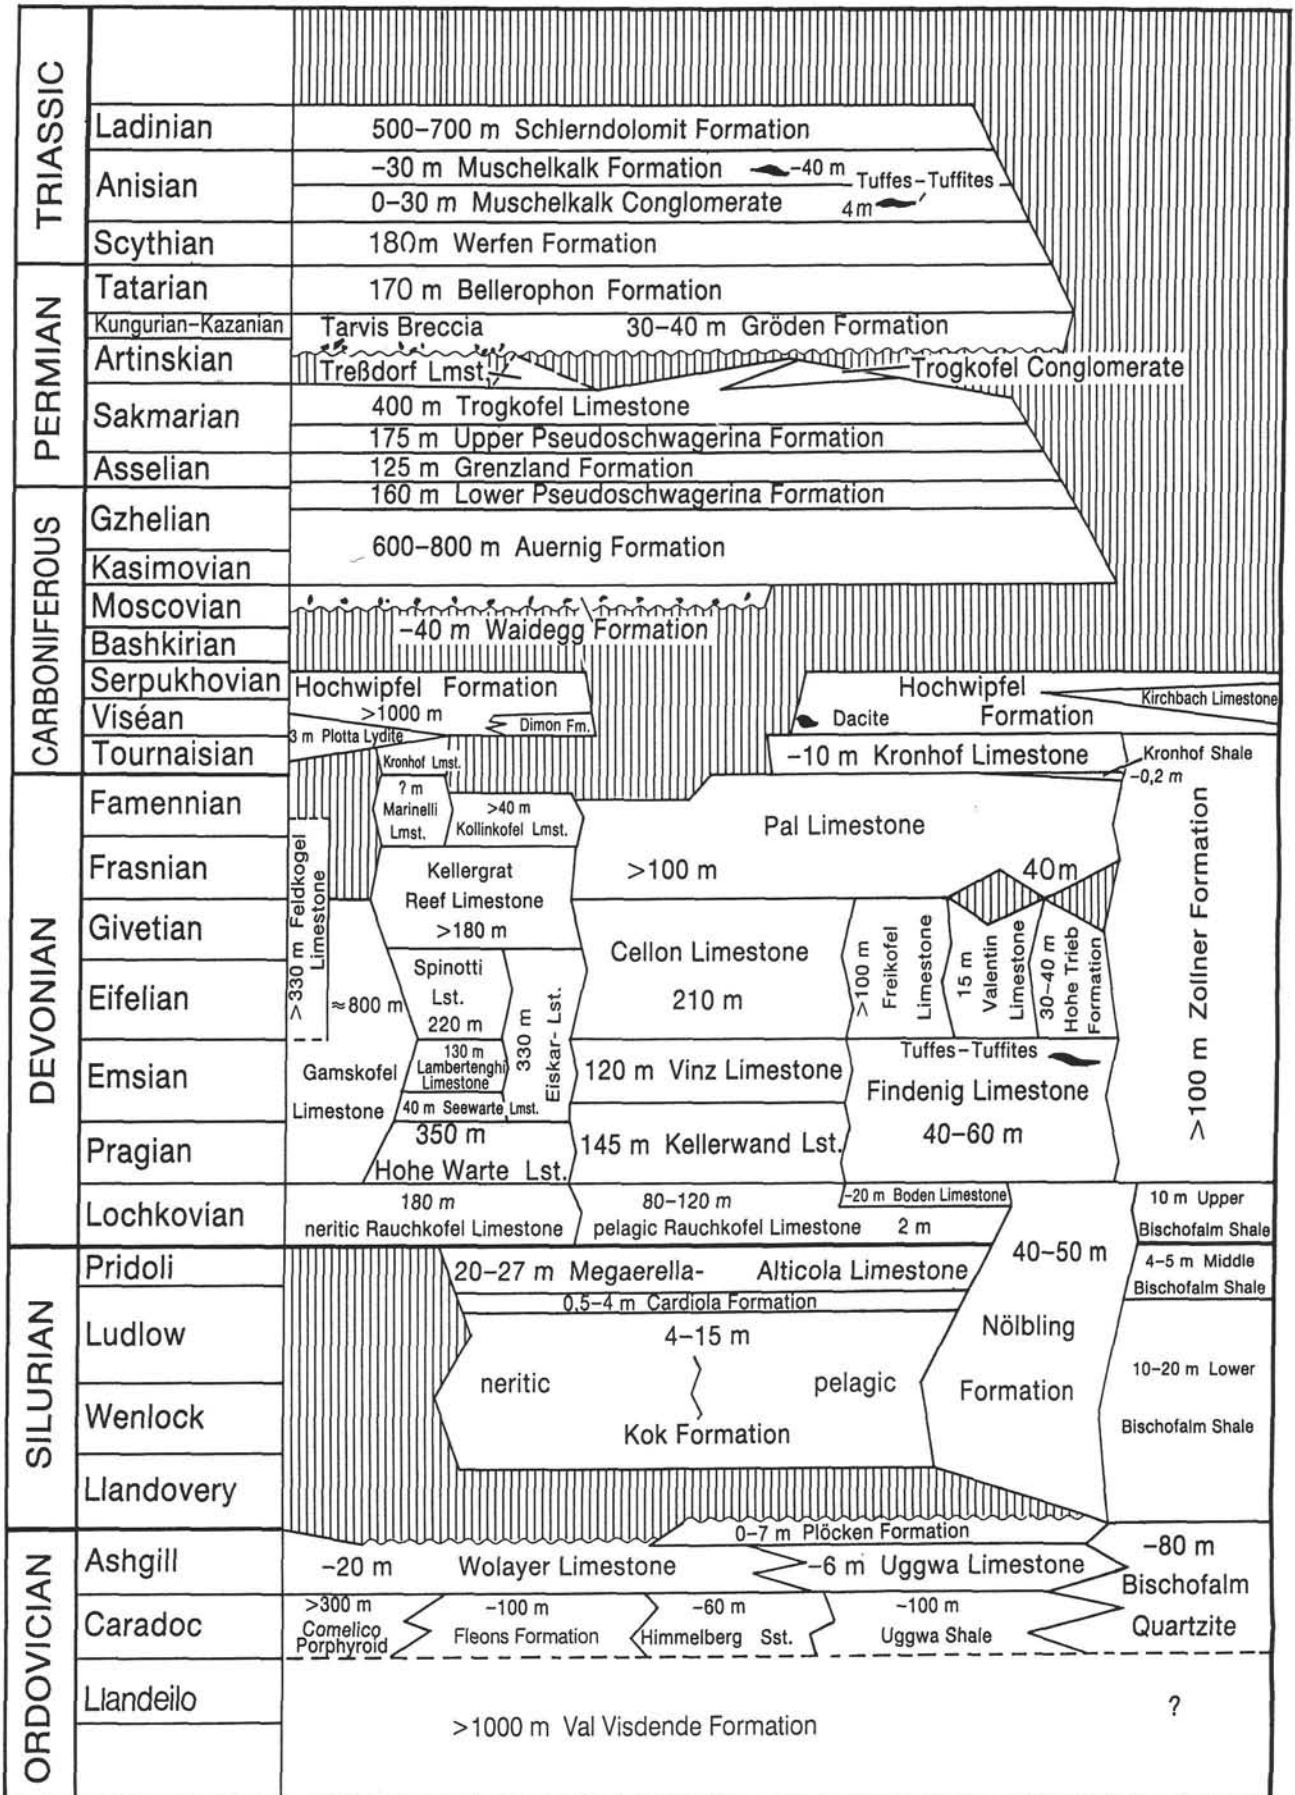 TRIASSIC
Ladinian
500–700 m Schlerndolomit Formation
Anisian
–30 m Muschelkalk Formation
–40 m
Tuffes–Tuffites
0–30 m Muschelkalk Conglomerate
4m
Scythian
180m Werfen Formation
PERMIAN
Tatarian
170 m Bellerophon Formation
Kungurian–Kazanian
Tarvis Breccia
30–40 m Gröden Formation
Artinskian
Treßdorf Lmst.
Trogkofel Conglomerate
Sakmarian
400 m Trogkofel Limestone
175 m Upper Pseudoschwagerina Formation
Asselian
125 m Grenzland Formation
160 m Lower Pseudoschwagerina Formation
CARBONIFEROUS
Gzhelian
600–800 m Auernig Formation
Kasimovian
Moscovian
–40 m Waidegg Formation
Bashkirian
Serpukhovian
Hochwipfel Formation
>1000 m
Hochwipfel
Formation
Kirchbach Limestone
Viséan
Dimon Fm.
Dacite
3 m Plotta Lydite
Tournaisian
Kronhof Lmst.
–10 m Kronhof Limestone
Kronhof Shale
–0,2 m
DEVONIAN
Famennian
? m
Marinelli
Lmst.
>40 m
Kollinkofel Lmst.
Pal Limestone
>100 m
40m
Frasnian
>330 m Feldkogel
Limestone
Kellergrat
Reef Limestone
>180 m
Givetian
Cellon Limestone
210 m
>100 m
Freikofel
Limestone
15 m
Valentin
Limestone
30–40 m
Hohe Trieb
Formation
>100 m Zollner Formation
Eifelian
≈800 m
Spinotti
Lst.
220 m
330 m
Eiskar-Lst.
Emsian
Gamskofel
Limestone
130 m
Lambertenghi
Limestone
40 m Seewarte Lmst.
120 m Vinz Limestone
Tuffes–Tuffites
Findenig Limestone
40–60 m
Pragian
350 m
Hohe Warte Lst.
145 m Kellerwand Lst.
Lochkovian
180 m
neritic Rauchkofel Limestone
80–120 m
pelagic Rauchkofel Limestone
–20 m Boden Limestone
2 m
10 m Upper
Bischofalm Shale
SILURIAN
Pridoli
20–27 m Megaerella- Alticola Limestone
40–50 m
Nölbling
Formation
4–5 m Middle
Bischofalm Shale
0,5–4 m Cardiola Formation
Ludlow
4–15 m
neritic
pelagic
Kok Formation
10–20 m Lower
Bischofalm Shale
Wenlock
Llandovery
ORDOVICIAN
0–7 m Plöcken Formation
Ashgill
–20 m Wolayer Limestone
–6 m Uggwa Limestone
–80 m
Bischofalm
Quartzite
Caradoc
>300 m
Comelico
Porphyroid
–100 m
Fleons Formation
–60 m
Himmelberg Sst.
~100 m
Uggwa Shale
Llandeilo
>1000 m Val Visdende Formation
?